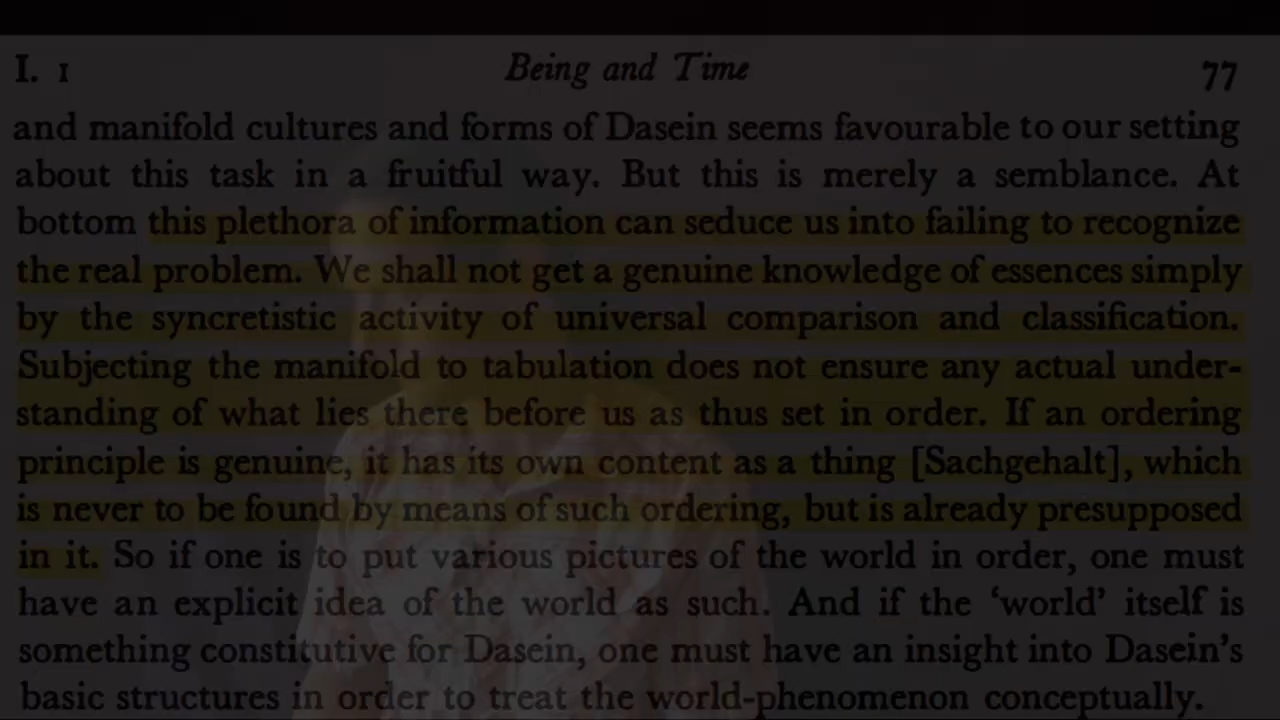 I. 1 Being and Time 77
and manifold cultures and forms of Dasein seems favourable to our setting
about this task in a fruitful way. But this is merely a semblance. At
bottom this plethora of information can seduce us into failing to recognize
the real problem. We shall not get a genuine knowledge of essences simply
by the syncretistic activity of universal comparison and classification.
Subjecting the manifold to tabulation does not ensure any actual under-
standing of what lies there before us as thus set in order. If an ordering
principle is genuine, it has its own content as a thing [Sachgehalt], which
is never to be found by means of such ordering, but is already presupposed
in it. So if one is to put various pictures of the world in order, one must
have an explicit idea of the world as such. And if the ‘world’ itself is
something constitutive for Dasein, one must have an insight into Dasein’s
basic structures in order to treat the world-phenomenon conceptually.